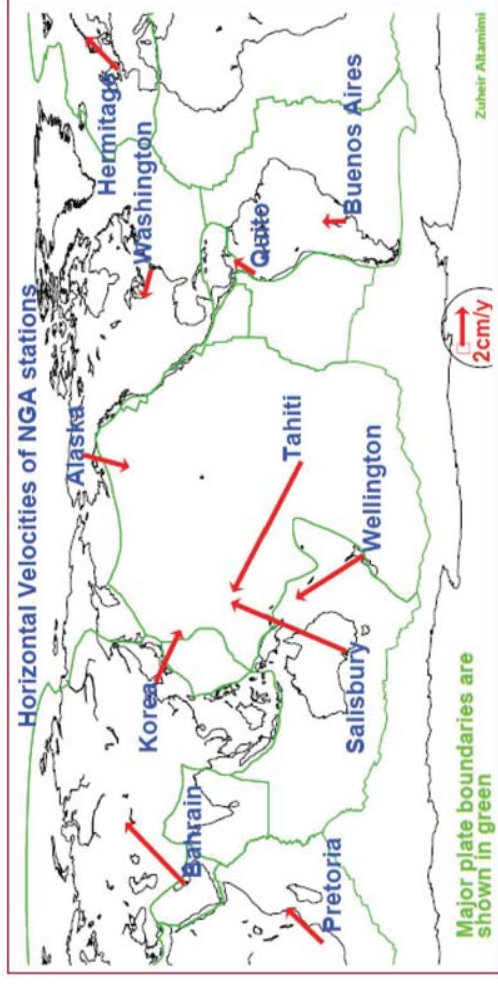 Horizontal Velocities of NGA stations
Alaska
Hermitage
Washington
Korea
Bahrain
Quito
Tahiti
Buenos Aires
Pretoria
Salisbury
Wellington
Major plate boundaries are
shown in green
2cm/y
Zuheir Altamimi